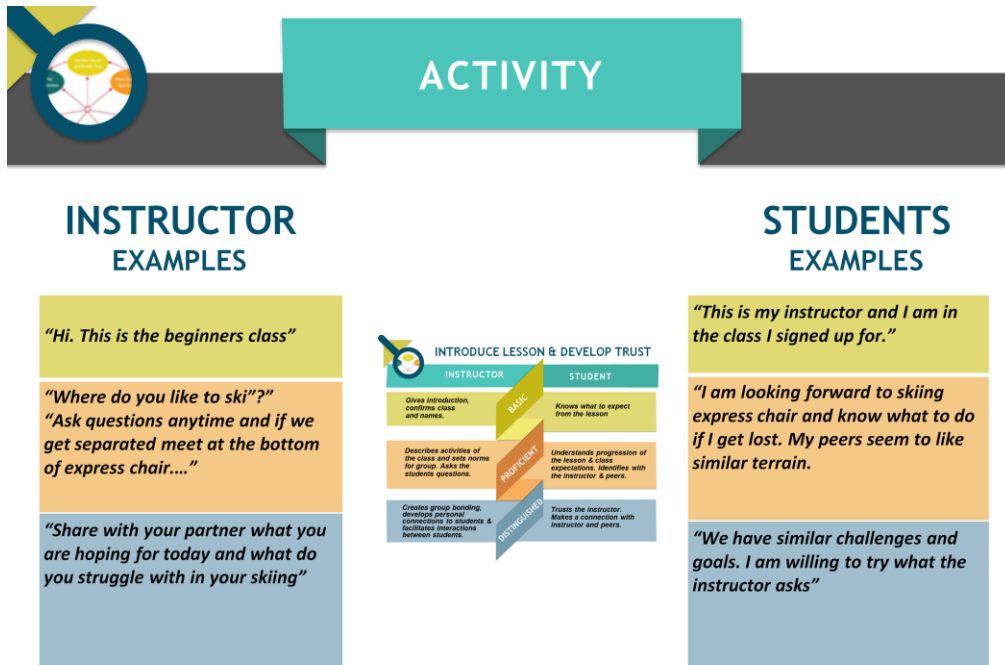 ACTIVITY
INSTRUCTOR
EXAMPLES
“Hi. This is the beginners class”
“Where do you like to ski”?”
“Ask questions anytime and if we
get separated meet at the bottom
of express chair....”
“Share with your partner what you
are hoping for today and what do
you struggle with in your skiing”
INTRODUCE LESSON & DEVELOP TRUST
INSTRUCTOR
STUDENT
Gives introduction,
confirms class
and names.
BASIC
Knows what to expect
from the lesson
Describes activities of
the class and sets norms
for group. Asks the
students questions.
PROFICIENT
Understands progression of
the lesson & class
expectations. Identifies with
the instructor & peers.
Creates group bonding,
develops personal
connections to students &
facilitates interactions
between students.
DISTINGUISHED
Trusts the instructor.
Makes a connection with
instructor and peers.
STUDENTS
EXAMPLES
“This is my instructor and I am in
the class I signed up for.”
“I am looking forward to skiing
express chair and know what to do
if I get lost. My peers seem to like
similar terrain.
“We have similar challenges and
goals. I am willing to try what the
instructor asks”